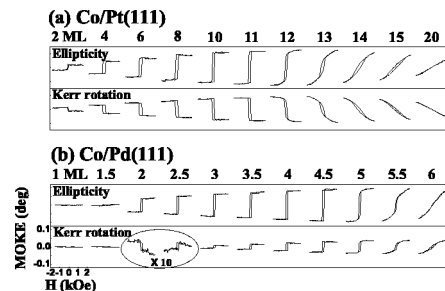 (a) Co/Pt(111)
2 ML 4 6 8 10 11 12 13 14 15 20
Ellipticity
Kerr rotation
(b) Co/Pd(111)
1 ML 1.5 2 2.5 3 3.5 4 4.5 5 5.5 6
Ellipticity
MOKE (deg)
Kerr rotation
0.1
0.0
-0.1
X 10
-2-1 0 1 2
H (kOe)